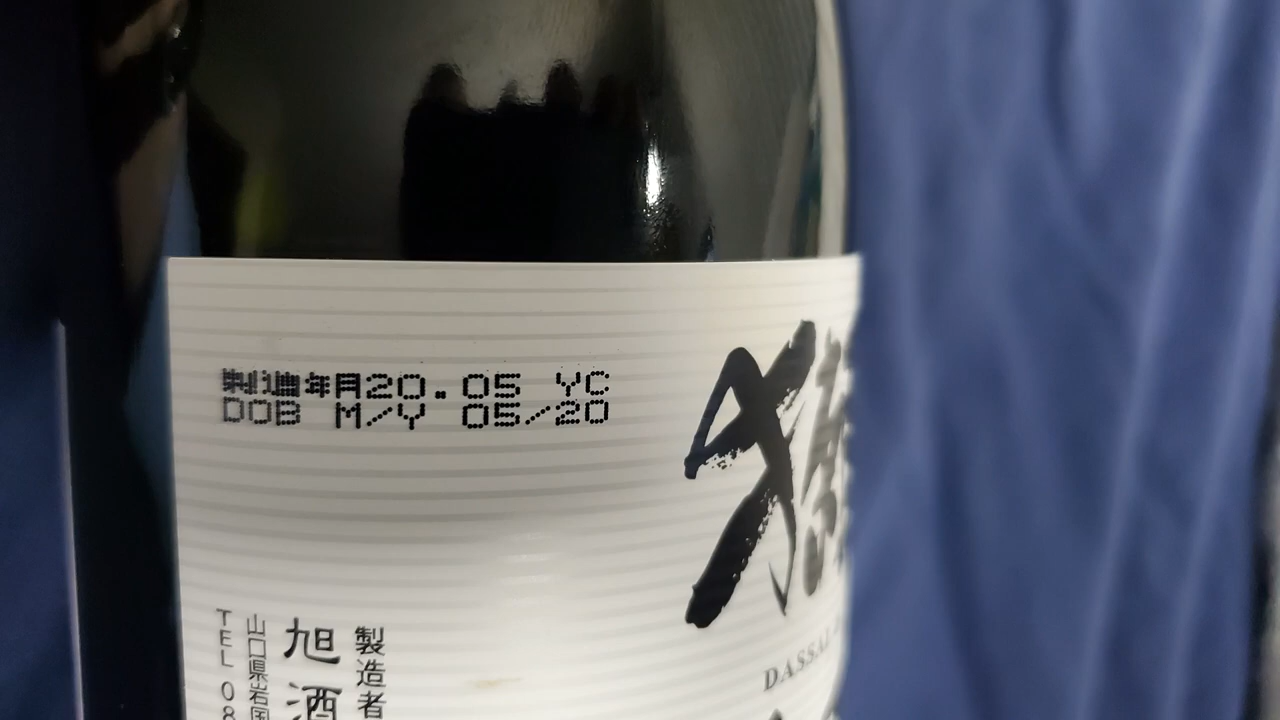 製造年月20.05 YC
DOB M/Y 05/20
獺
DASSAI
製造者
旭酒
山口県岩国
TEL 08